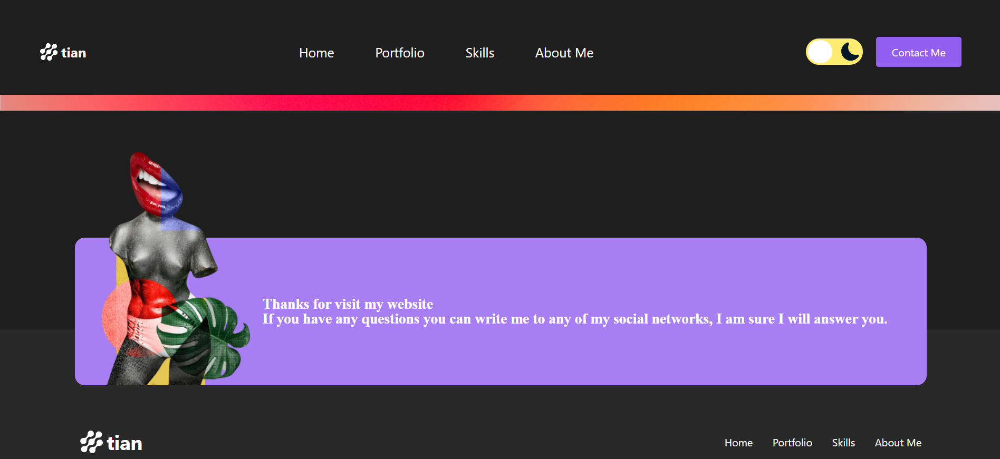 tian
Home Portfolio Skills About Me
Contact Me
Thanks for visit my website
If you have any questions you can write me to any of my social networks, I am sure I will answer you.
tian
Home Portfolio Skills About Me